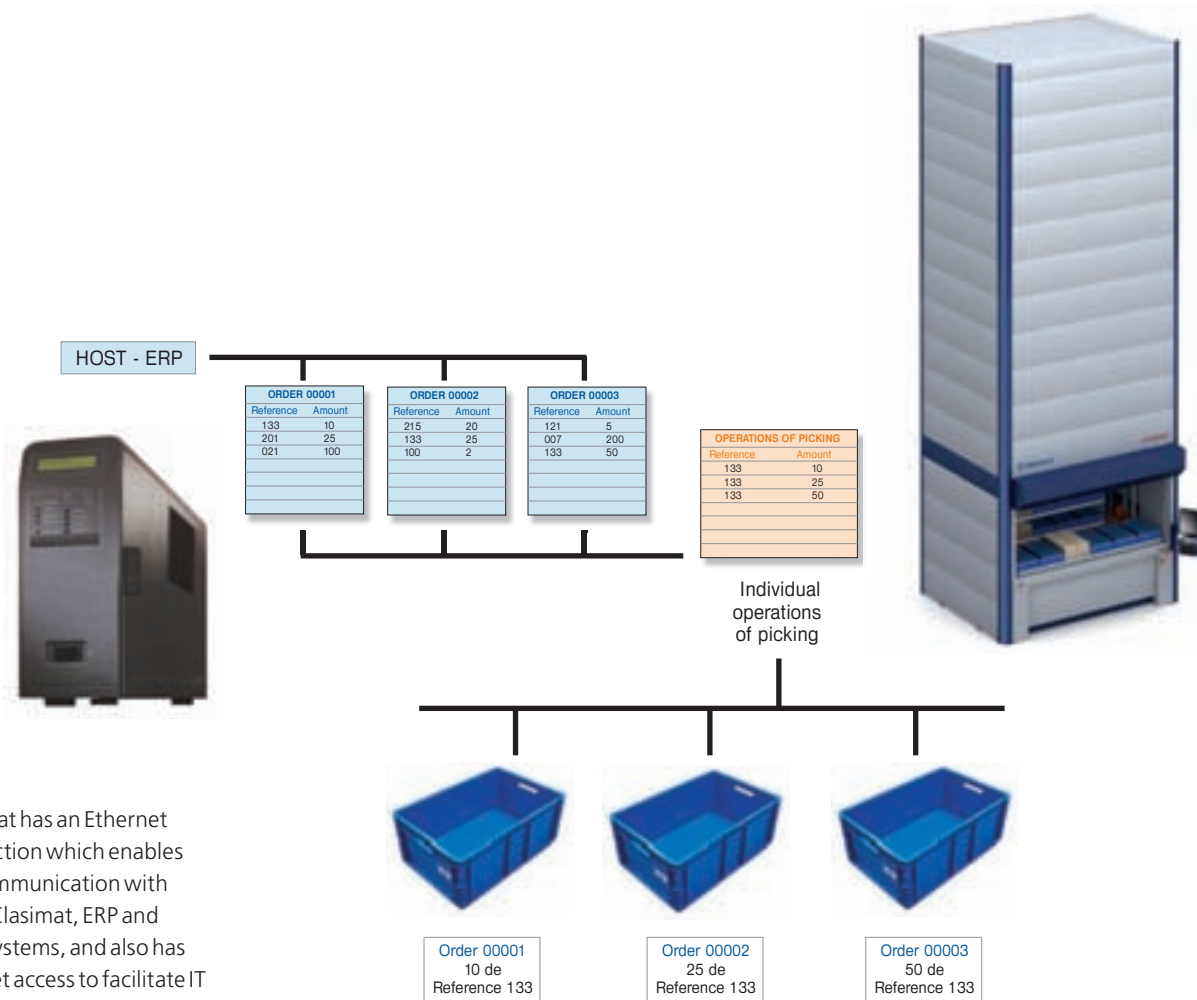 HOST - ERP
ORDER 00001
Reference Amount
133 10
201 25
021 100
ORDER 00002
Reference Amount
215 20
133 25
100 2
ORDER 00003
Reference Amount
121 5
007 200
133 50
OPERATIONS OF PICKING
Reference Amount
133 10
133 25
133 50
Individual
operations
of picking
at has an Ethernet
ction which enables
mmunication with
Clasimat, ERP and
ystems, and also has
et access to facilitate IT
Order 00001
10 de
Reference 133
Order 00002
25 de
Reference 133
Order 00003
50 de
Reference 133